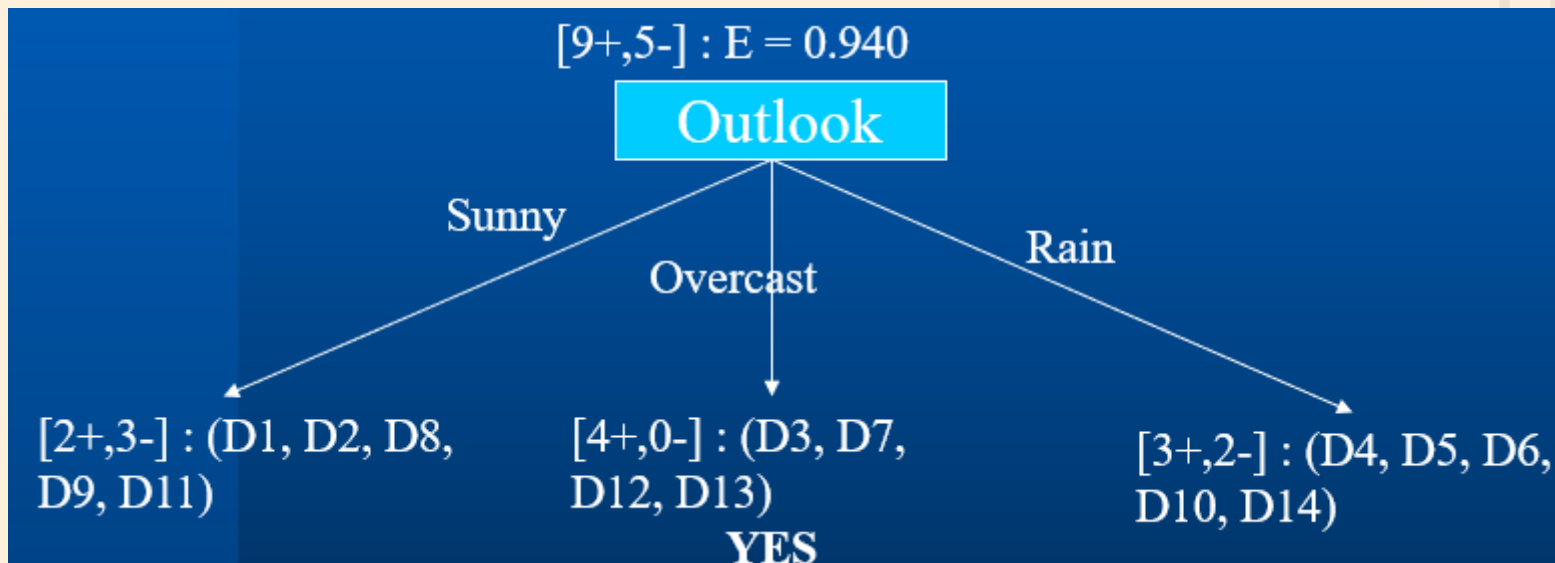 [9+,5-] : E = 0.940
Outlook
Sunny
Overcast
Rain
[2+,3-] : (D1, D2, D8,
D9, D11)
[4+,0-] : (D3, D7,
D12, D13)
YES
[3+,2-] : (D4, D5, D6,
D10, D14)